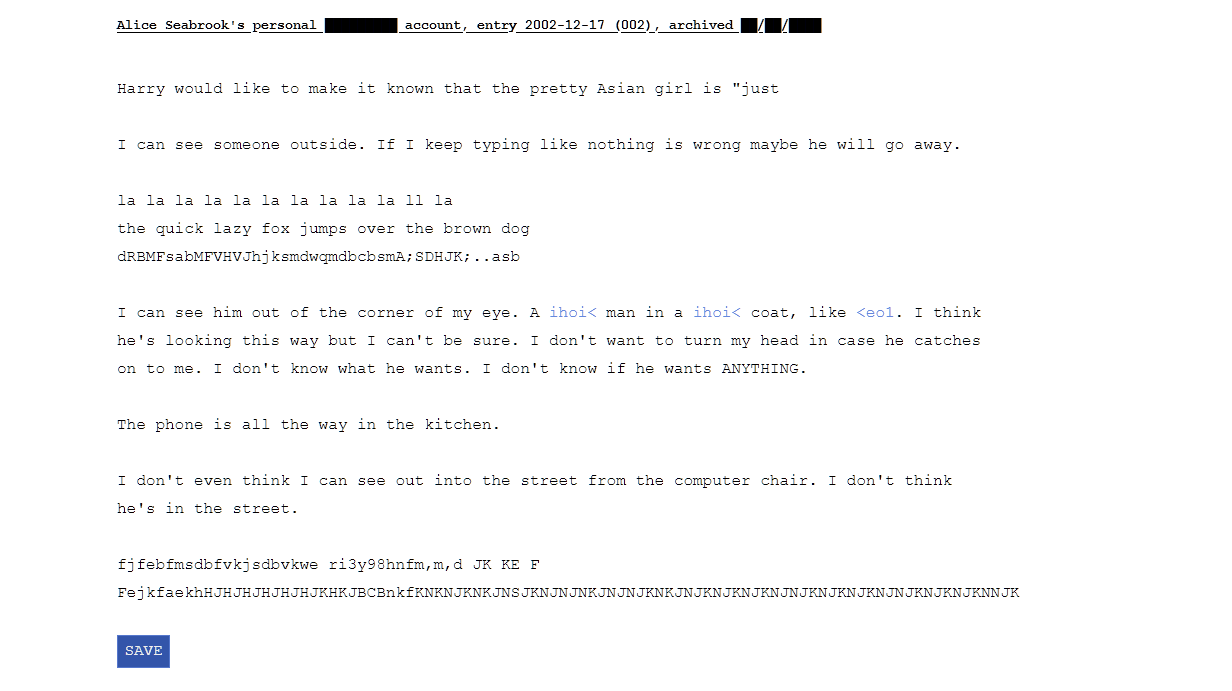 Alice Seabrook's personal account, entry 2002-12-17 (002), archived / /
Harry would like to make it known that the pretty Asian girl is "just
I can see someone outside. If I keep typing like nothing is wrong maybe he will go away.
la la la la la la la la la la ll la
the quick lazy fox jumps over the brown dog
dRBMFsabMFVHVJhjksmdwqmdbcbsmA;SDHJK;..asb
I can see him out of the corner of my eye. A ihoi< man in a ihoi< coat, like <eo1. I think
he's looking this way but I can't be sure. I don't want to turn my head in case he catches
on to me. I don't know what he wants. I don't know if he wants ANYTHING.
The phone is all the way in the kitchen.
I don't even think I can see out into the street from the computer chair. I don't think
he's in the street.
fjfebfmsdbfvkjsdbvkwe ri3y98hnfm,m,d JK KE F
FejkfaekhHJHJHJHJHJHJKHKJBCBnkfKNKNJKNKJNSJKNJNJNKJNJNJKNKJNJKNJKNJKNJNJKNJKNJKNJNJKNJKNJKNNJK
SAVE